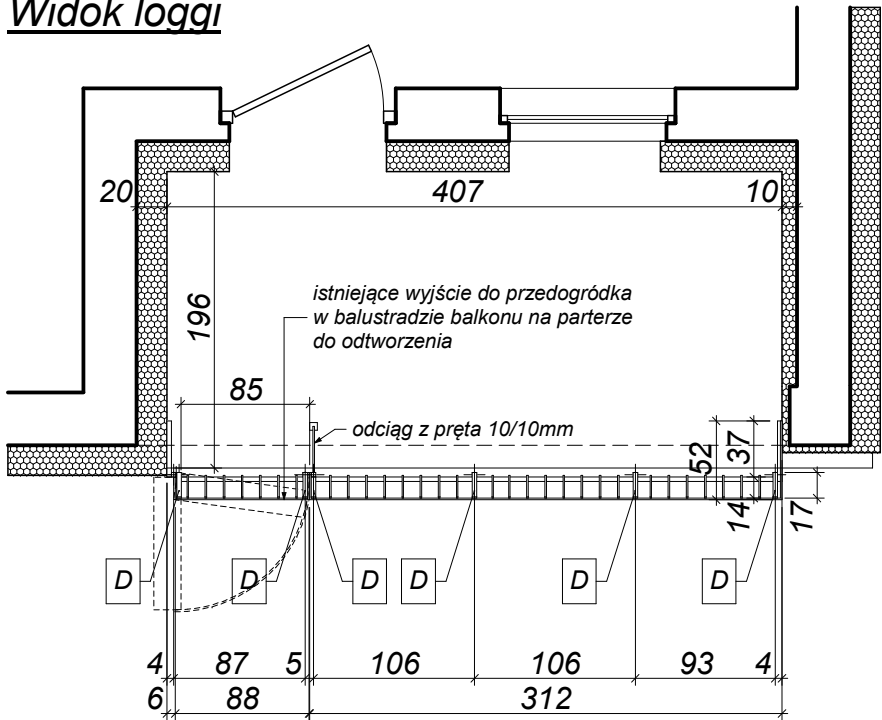 Widok loggi
20
407
10
196
istniejące wyjście do przedogródka
w balustradzie balkonu na parterze
do odtworzenia
85
odciąg z pręta 10/10mm
52
37
14
17
D
D
D
D
D
D
4
87
5
106
106
93
4
6
88
312